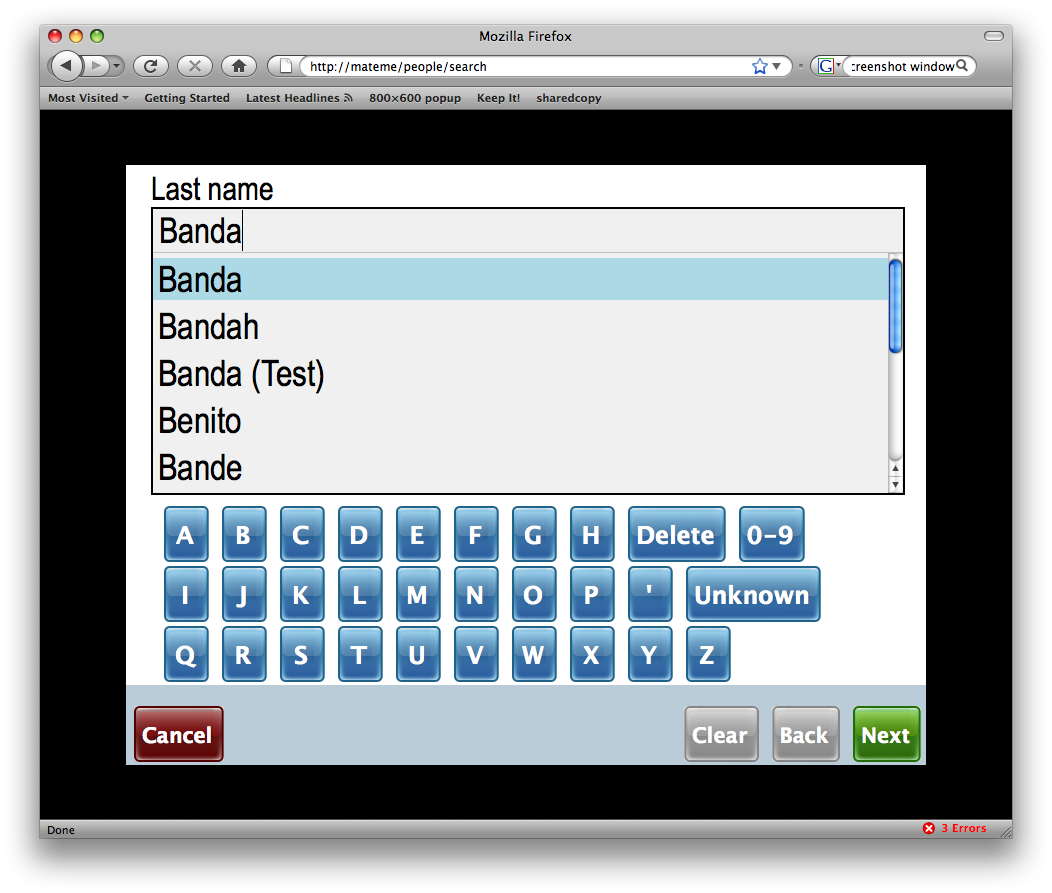 Mozilla Firefox
http://mateme/people/search
G
:reenshot window
Most Visited Getting Started Latest Headlines 800×600 popup Keep It! sharedcopy
Last name
Banda
Banda
Bandah
Banda (Test)
Benito
Bande
A B C D E F G H Delete 0-9
I J K L M N O P ' Unknown
Q R S T U V W X Y Z
Cancel Clear Back Next
Done 3 Errors